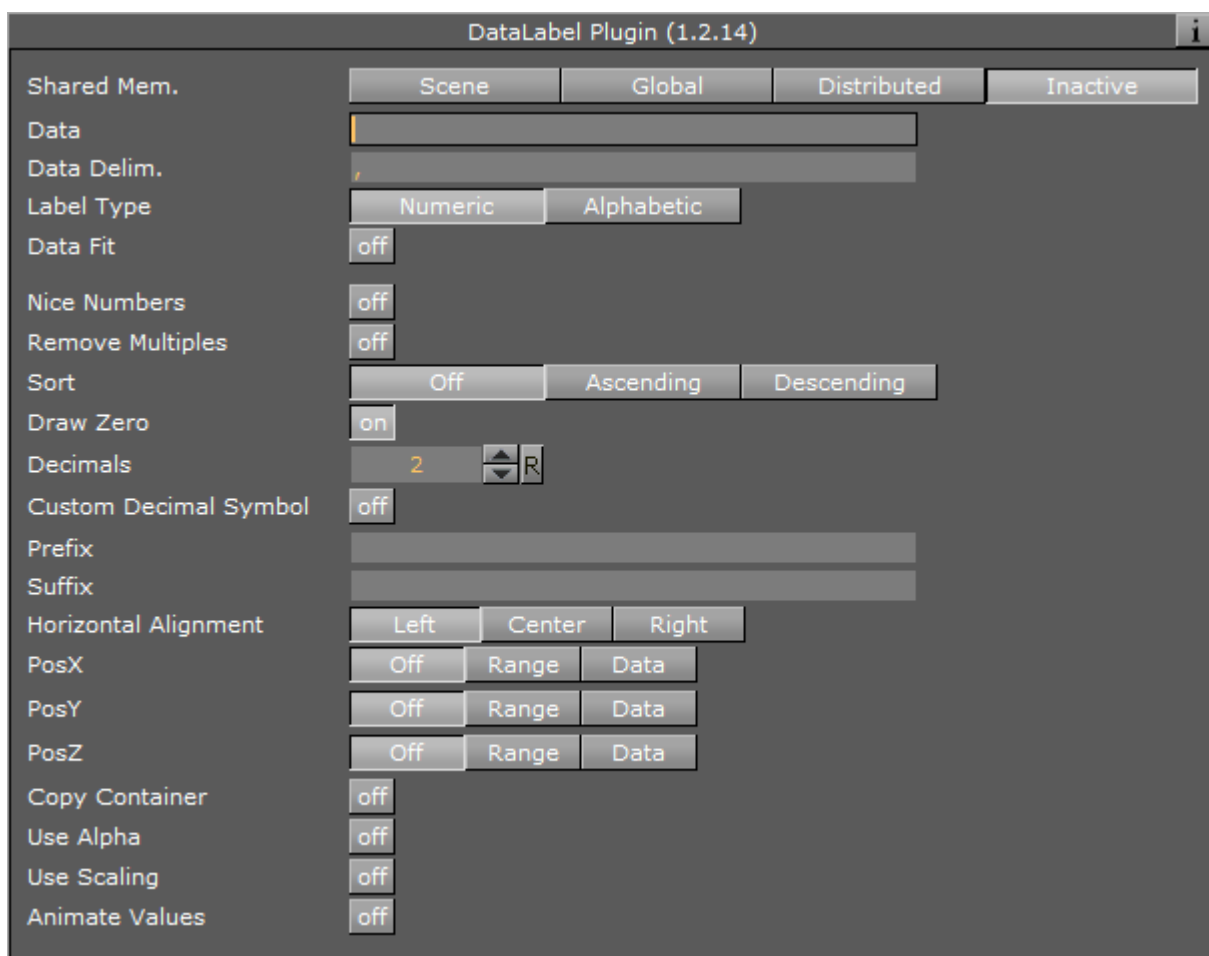 DataLabel Plugin (1.2.14) i
Shared Mem. Scene Global Distributed Inactive
Data
Data Delim. ,
Label Type Numeric Alphabetic
Data Fit off
Nice Numbers off
Remove Multiples off
Sort Off Ascending Descending
Draw Zero on
Decimals 2 R
Custom Decimal Symbol off
Prefix
Suffix
Horizontal Alignment Left Center Right
PosX Off Range Data
PosY Off Range Data
PosZ Off Range Data
Copy Container off
Use Alpha off
Use Scaling off
Animate Values off